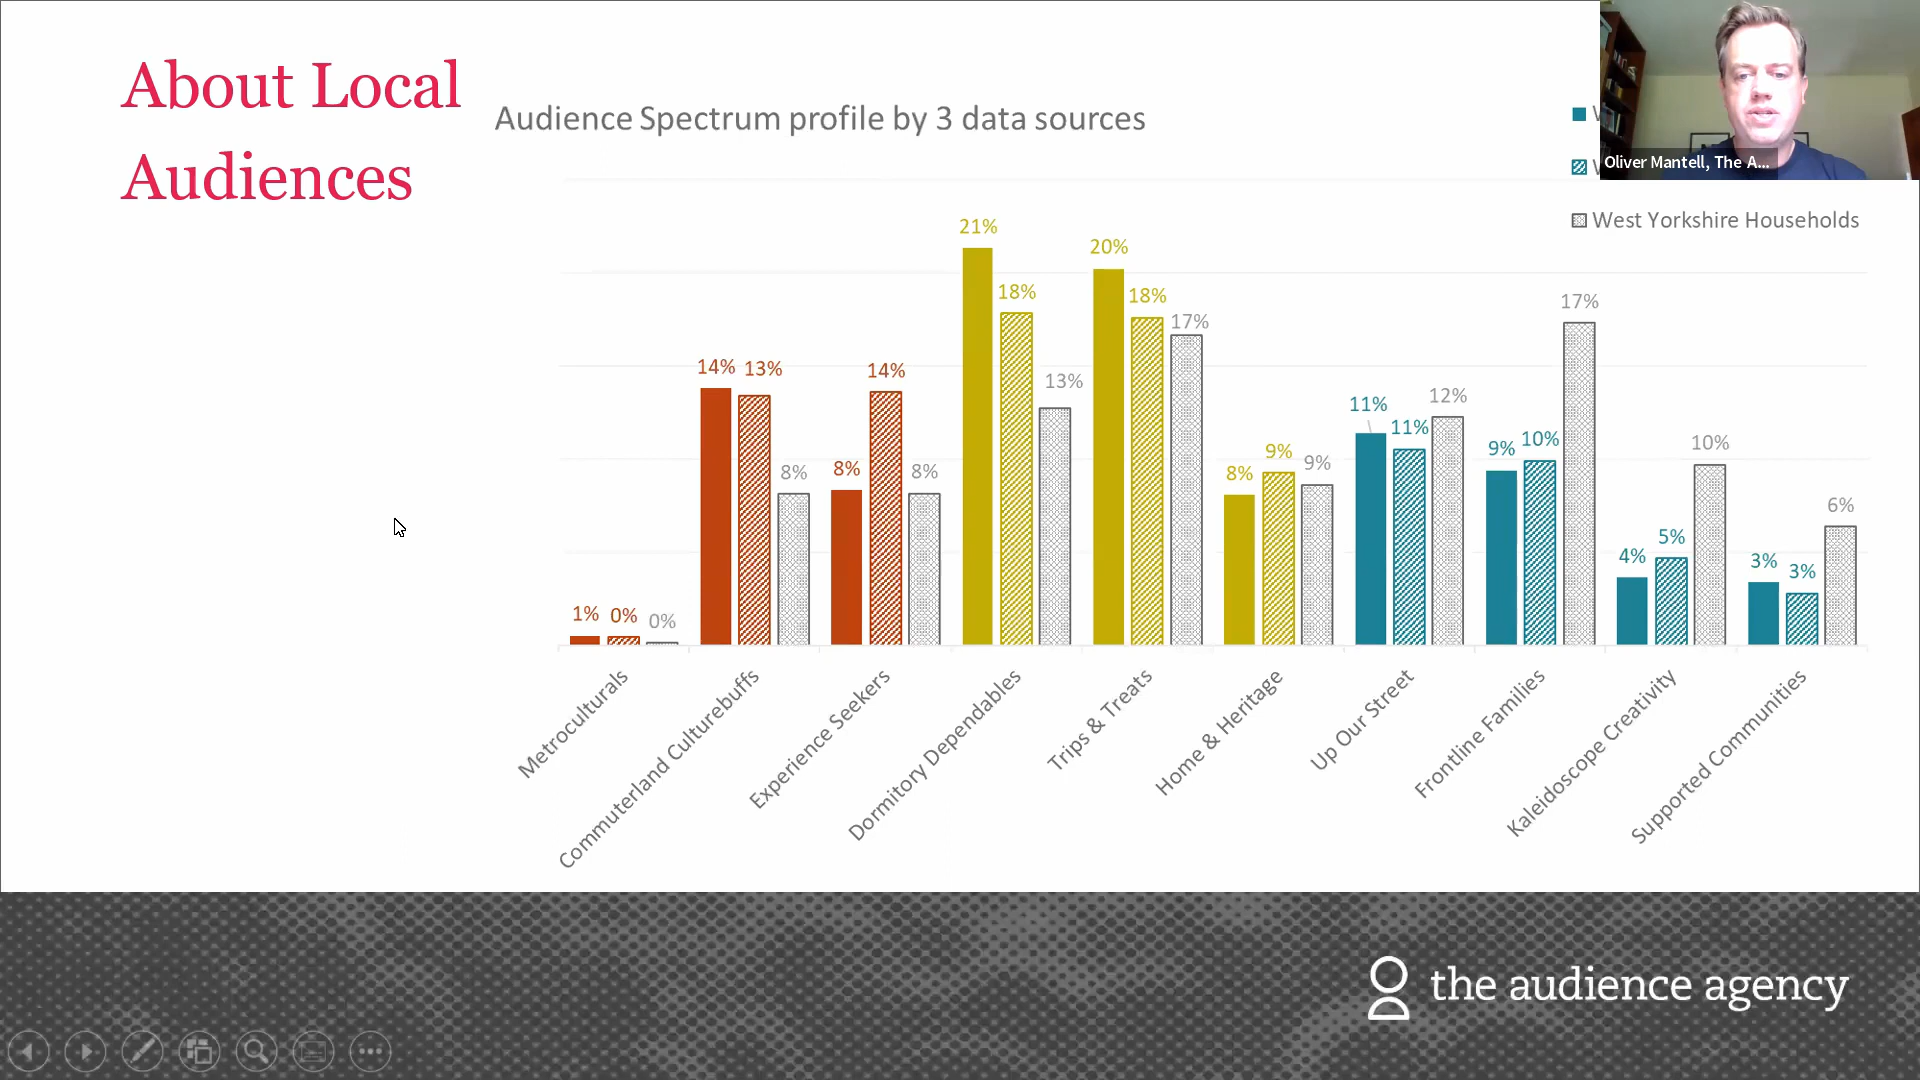 About Local
Audiences
Audience Spectrum profile by 3 data sources
Oliver Mantell, The A...
West Yorkshire Households
1% 0% 0%
14% 13% 8%
8% 14% 8%
21% 18% 13%
20% 18% 17%
8% 9% 9%
11% 11% 12%
9% 10% 17%
4% 5% 10%
3% 3% 6%
Metroculturals
Commuterland Culturebuffs
Experience Seekers
Dormitory Dependables
Trips & Treats
Home & Heritage
Up Our Street
Frontline Families
Kaleidoscope Creativity
Supported Communities
the audience agency